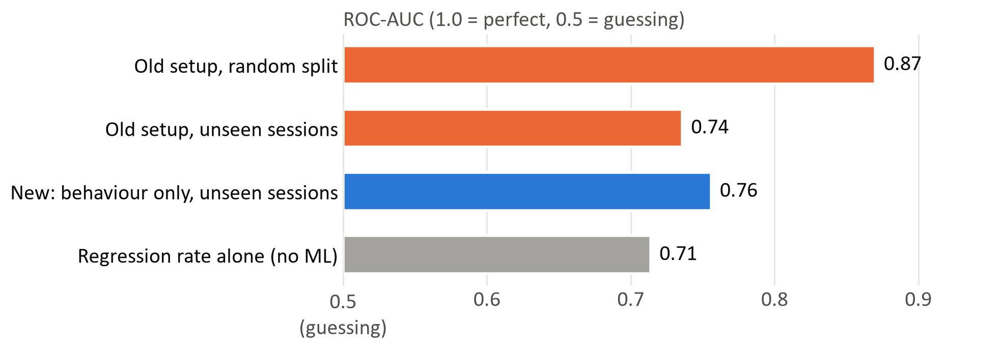 ROC-AUC (1.0 = perfect, 0.5 = guessing)
Old setup, random split
0.87
Old setup, unseen sessions
0.74
New: behaviour only, unseen sessions
0.76
Regression rate alone (no ML)
0.71
0.5
(guessing)
0.6
0.7
0.8
0.9